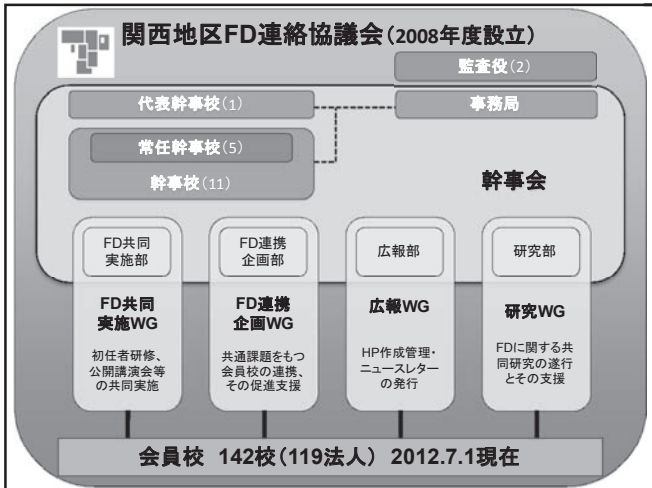 関西地区FD連絡協議会(2008年度設立)
監査役(2)
代表幹事校(1)
事務局
常任幹事校(5)
幹事校(11)
幹事会
FD共同
実施部
FD連携
企画部
広報部
研究部
FD共同
実施WG
FD連携
企画WG
広報WG
研究WG
初任者研修、
公開講演会等
の共同実施
共通課題をもつ
会員校の連携、
その促進支援
HP作成管理・
ニュースレター
の発行
FDに関する共
同研究の遂行
とその支援
会員校 142校(119法人) 2012.7.1現在